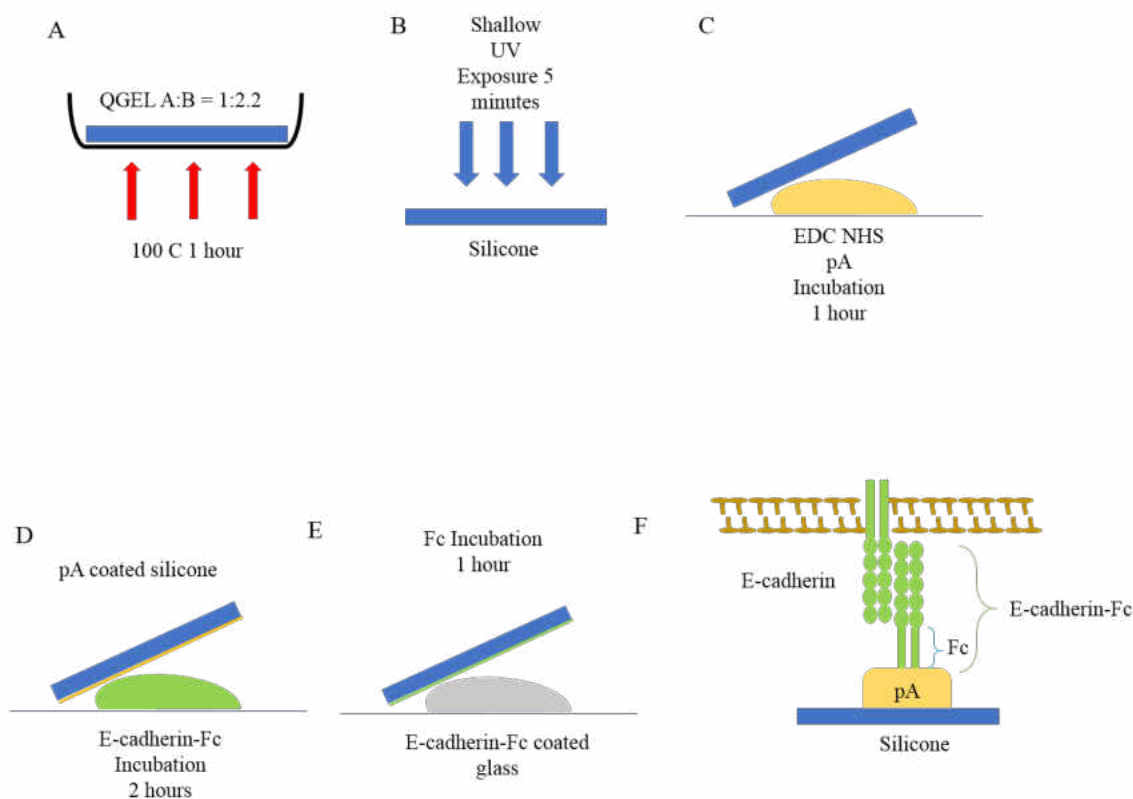 A
QGEL A:B = 1:2.2
100 C 1 hour
B
Shallow
UV
Exposure 5
minutes
Silicone
C
EDC NHS
pA
Incubation
1 hour
D
pA coated silicone
E-cadherin-Fc
Incubation
2 hours
E
Fc Incubation
1 hour
E-cadherin-Fc coated
glass
F
E-cadherin
E-cadherin-Fc
Fc
pA
Silicone